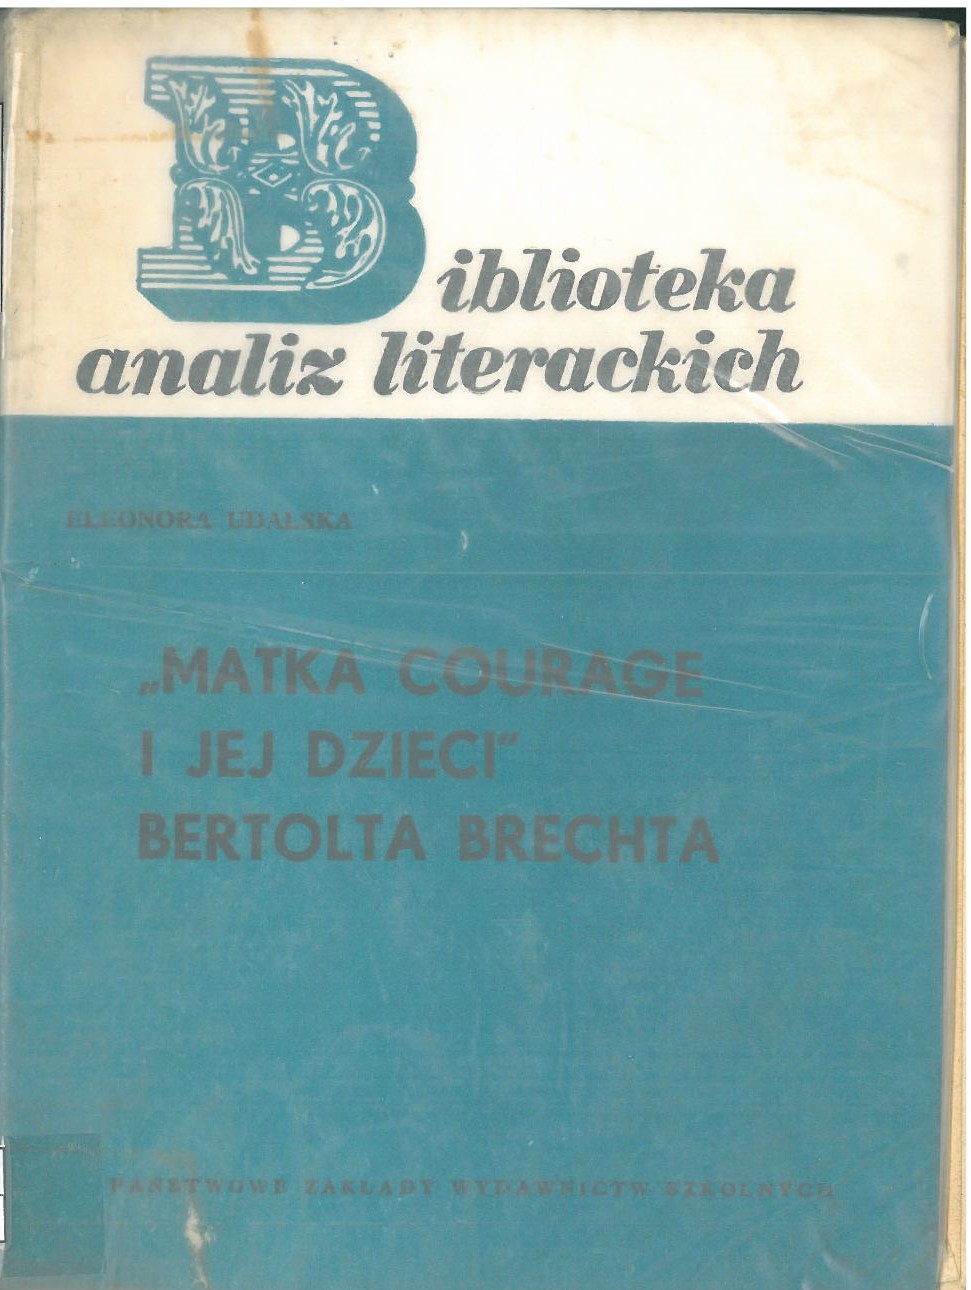 Biblioteka
analiz literackich
ELEONORA UDALSKA
„MATKA COURAGE
I JEJ DZIECI”
BERTOLTA BRECHTA
PAŃSTWOWE ZAKŁADY WYDAWNICTW SZKOLNYCH